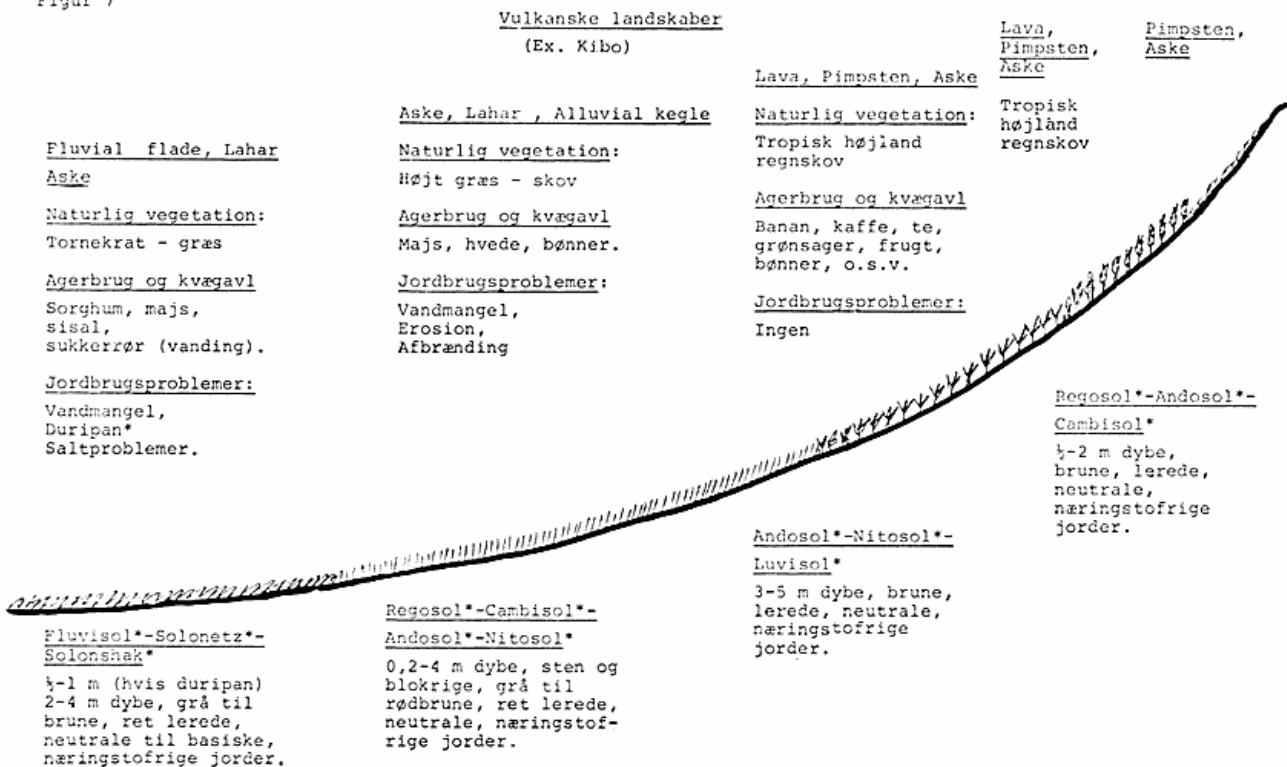 Figur 7
Vulkanske landskaber
(Ex. Kibo)
Fluvial flade, Lahar
Aske
Naturlig vegetation:
Tornekrat - græs
Agerbrug og kvægavl
Sorghum, majs,
sisal,
sukkerrør (vanding).
Jordbrugsproblemer:
Vandmangel,
Duripan*
Saltproblemer.
Aske, Lahar , Alluvial kegle
Naturlig vegetation:
Højt græs - skov
Agerbrug og kvægavl
Majs, hvede, bønner.
Jordbrugsproblemer:
Vandmangel,
Erosion,
Afbrænding
Lava, Pimpsten, Aske
Naturlig vegetation:
Tropisk højland
regnskov
Agerbrug og kvægavl
Banan, kaffe, te,
grønsager, frugt,
bønner, o.s.v.
Jordbrugsproblemer:
Ingen
Lava,
Pimpsten,
Aske
Tropisk
højland
regnskov
Pimpsten,
Aske
Fluvisol*-Solonetz*-
Solonshak*
½-1 m (hvis duripan)
2-4 m dybe, grå til
brune, ret lerede,
neutrale til basiske,
næringstofrige jorder.
Regosol*-Cambisol*-
Andosol*-Nitosol*
0,2-4 m dybe, sten og
blokrige, grå til
rødbrune, ret lerede,
neutrale, næringstof-
rige jorder.
Andosol*-Nitosol*-
Luvisol*
3-5 m dybe, brune,
lerede, neutrale,
næringstofrige
jorder.
Regosol*-Andosol*-
Cambisol*
½-2 m dybe,
brune, lerede,
neutrale,
næringstofrige
jorder.